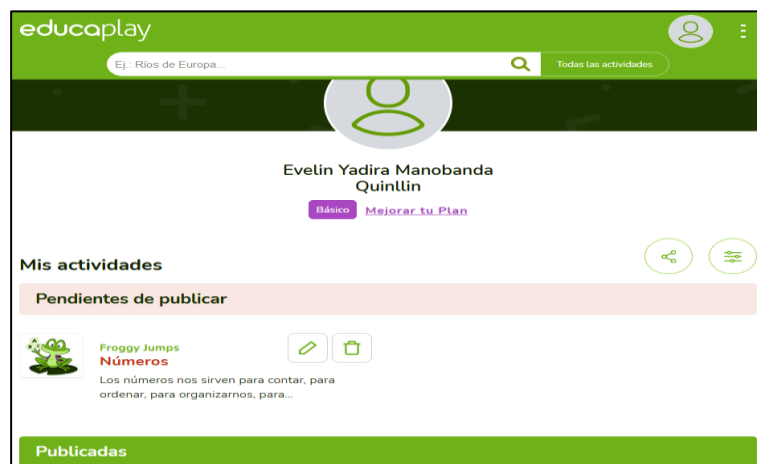 educaplay
Ej.: Ríos de Europa...
Todas las actividades
Evelin Yadira Manobanda
Quinllin
Básico Mejorar tu Plan
Mis actividades
Pendientes de publicar
Froggy Jumps
Números
Los números nos sirven para contar, para
ordenar, para organizarnos, para...
Publicadas